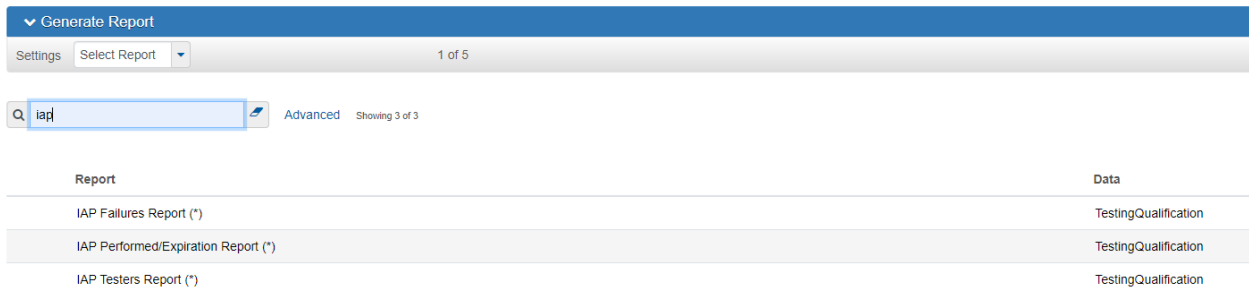 Generate Report
Settings Select Report 1 of 5
iap Advanced Showing 3 of 3
Report Data
IAP Failures Report (*) TestingQualification
IAP Performed/Expiration Report (*) TestingQualification
IAP Testers Report (*) TestingQualification